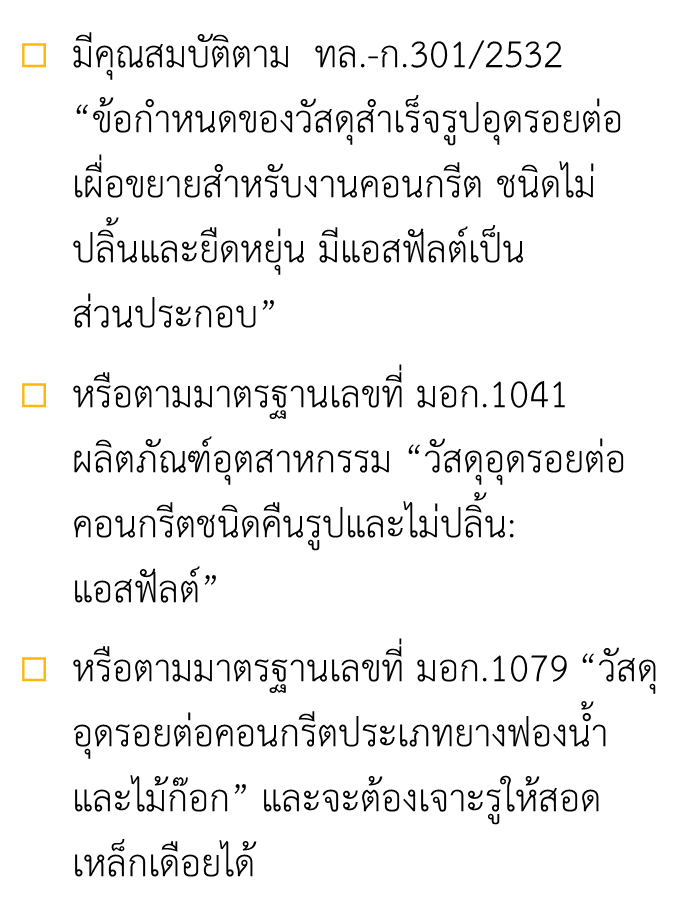 มีคุณสมบัติตาม ทล.-ก.301/2532
“ข้อกำหนดของวัสดุสำเร็จรูปอุดรอยต่อ
เผื่อขยายสำหรับงานคอนกรีต ชนิดไม่
ปลิ้นและยืดหยุ่น มีแอสฟัลต์เป็น
ส่วนประกอบ”
หรือตามมาตรฐานเลขที่ มอก.1041
ผลิตภัณฑ์อุตสาหกรรม “วัสดุอุดรอยต่อ
คอนกรีตชนิดคืนรูปและไม่ปลิ้น:
แอสฟัลต์”
หรือตามมาตรฐานเลขที่ มอก.1079 “วัสดุ
อุดรอยต่อคอนกรีตประเภทยางฟองน้ำ
และไม้ก๊อก” และจะต้องเจาะรูให้สอด
เหล็กเดือยได้